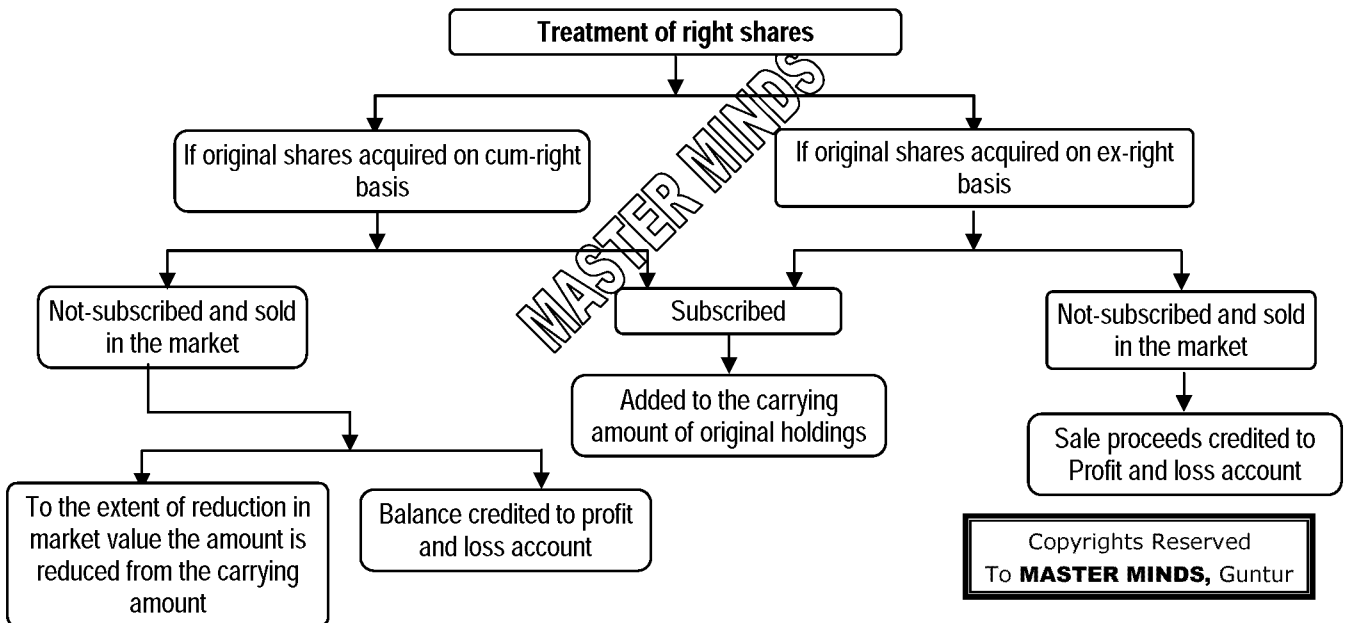 Treatment of right shares
MASTER MINDS
If original shares acquired on cum-right
basis
If original shares acquired on ex-right
basis
Not-subscribed and sold
in the market
Subscribed
Not-subscribed and sold
in the market
Added to the carrying
amount of original holdings
Sale proceeds credited to
Profit and loss account
To the extent of reduction in
market value the amount is
reduced from the carrying
amount
Balance credited to profit
and loss account
Copyrights Reserved
To MASTER MINDS, Guntur